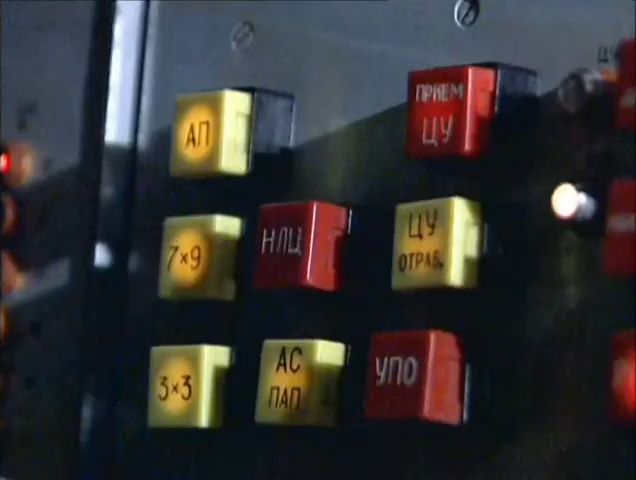 АП
ПРИЕМ
ЦУ
7×9
НЛЦ
ЦУ
ОТРАБ.
3×3
АС
ПАП
УПО